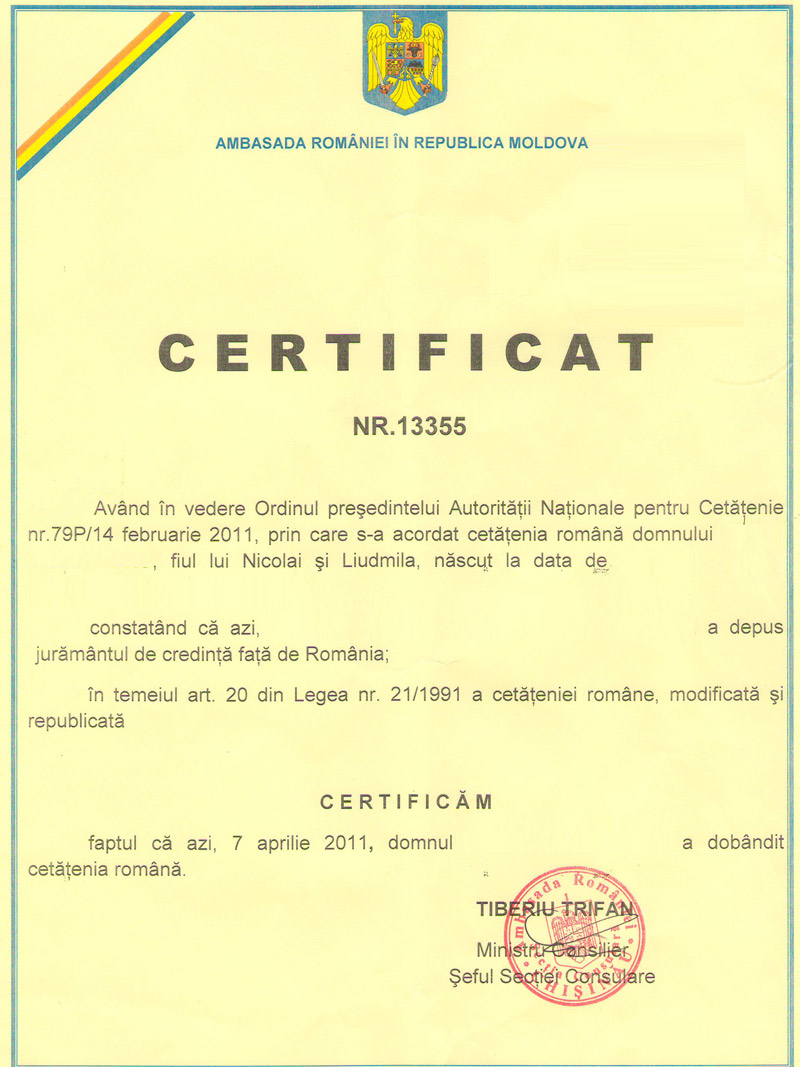 AMBASADA ROMÂNIEI ÎN REPUBLICA MOLDOVA
CERTIFICAT
NR.13355
Având în vedere Ordinul preşedintelui Autorităţii Naţionale pentru Cetăţenie
nr.79P/14 februarie 2011, prin care s-a acordat cetăţenia română domnului
, fiul lui Nicolai şi Liudmila, născut la data de
constatând că azi, a depus
jurământul de credinţă faţă de România;
în temeiul art. 20 din Legea nr. 21/1991 a cetăţeniei române, modificată şi
republicată
CERTIFICĂM
faptul că azi, 7 aprilie 2011, domnul a dobândit
cetăţenia română.
TIBERIU TRIFAN
Ministru Consilier
Şeful Secţiei Consulare
Ambasada României
Secţia Consulară
CHIŞINĂU